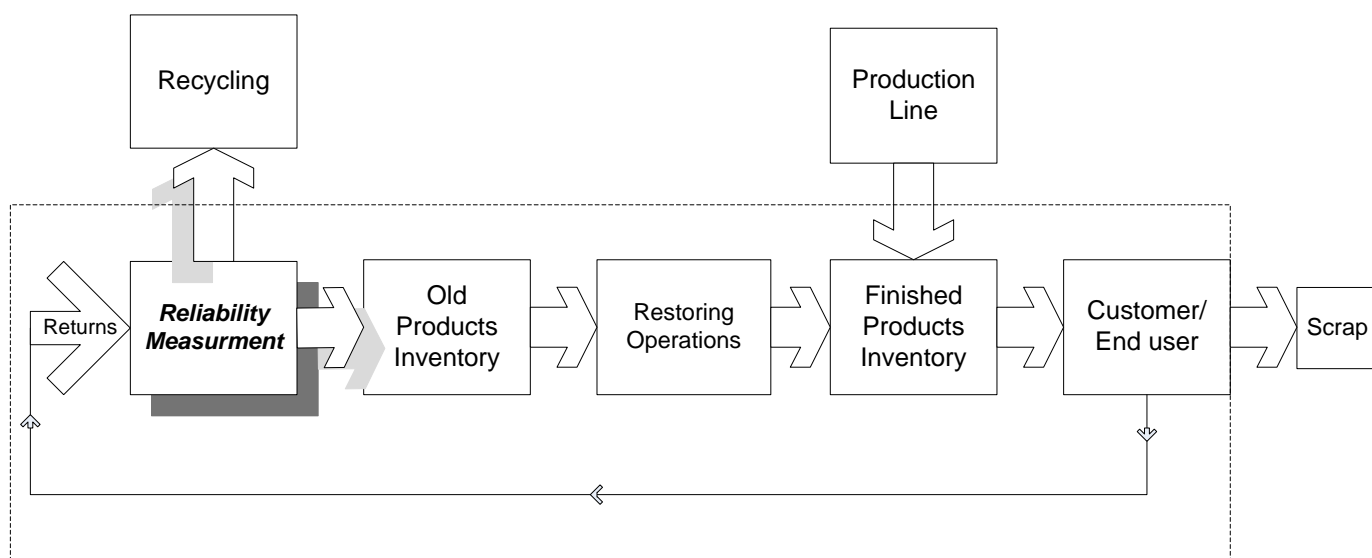 Recycling
Production
Line
Returns
Reliability
Measurment
Old
Products
Inventory
Restoring
Operations
Finished
Products
Inventory
Customer/
End user
Scrap